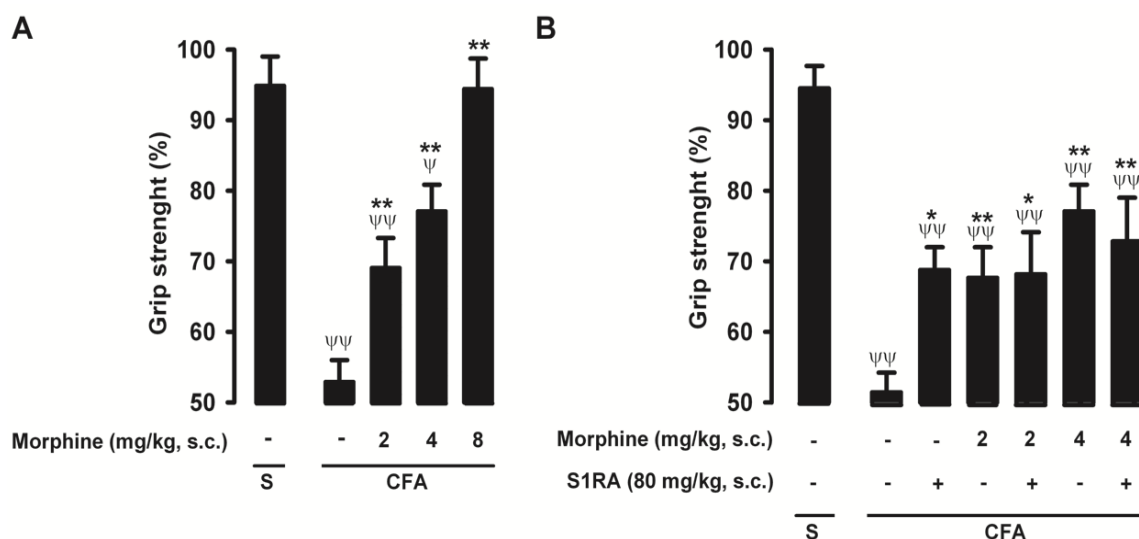 A
Grip strenght (%)
100
90
80
70
60
50
ψψ
**
ψψ
**
ψ
**
Morphine (mg/kg, s.c.) - - 2 4 8
S CFA
B
Grip strenght (%)
100
90
80
70
60
50
ψψ
*
ψψ
**
ψψ
*
ψψ
**
ψψ
**
ψψ
Morphine (mg/kg, s.c.) - - - 2 2 4 4
S1RA (80 mg/kg, s.c.) - - + - + - +
S CFA